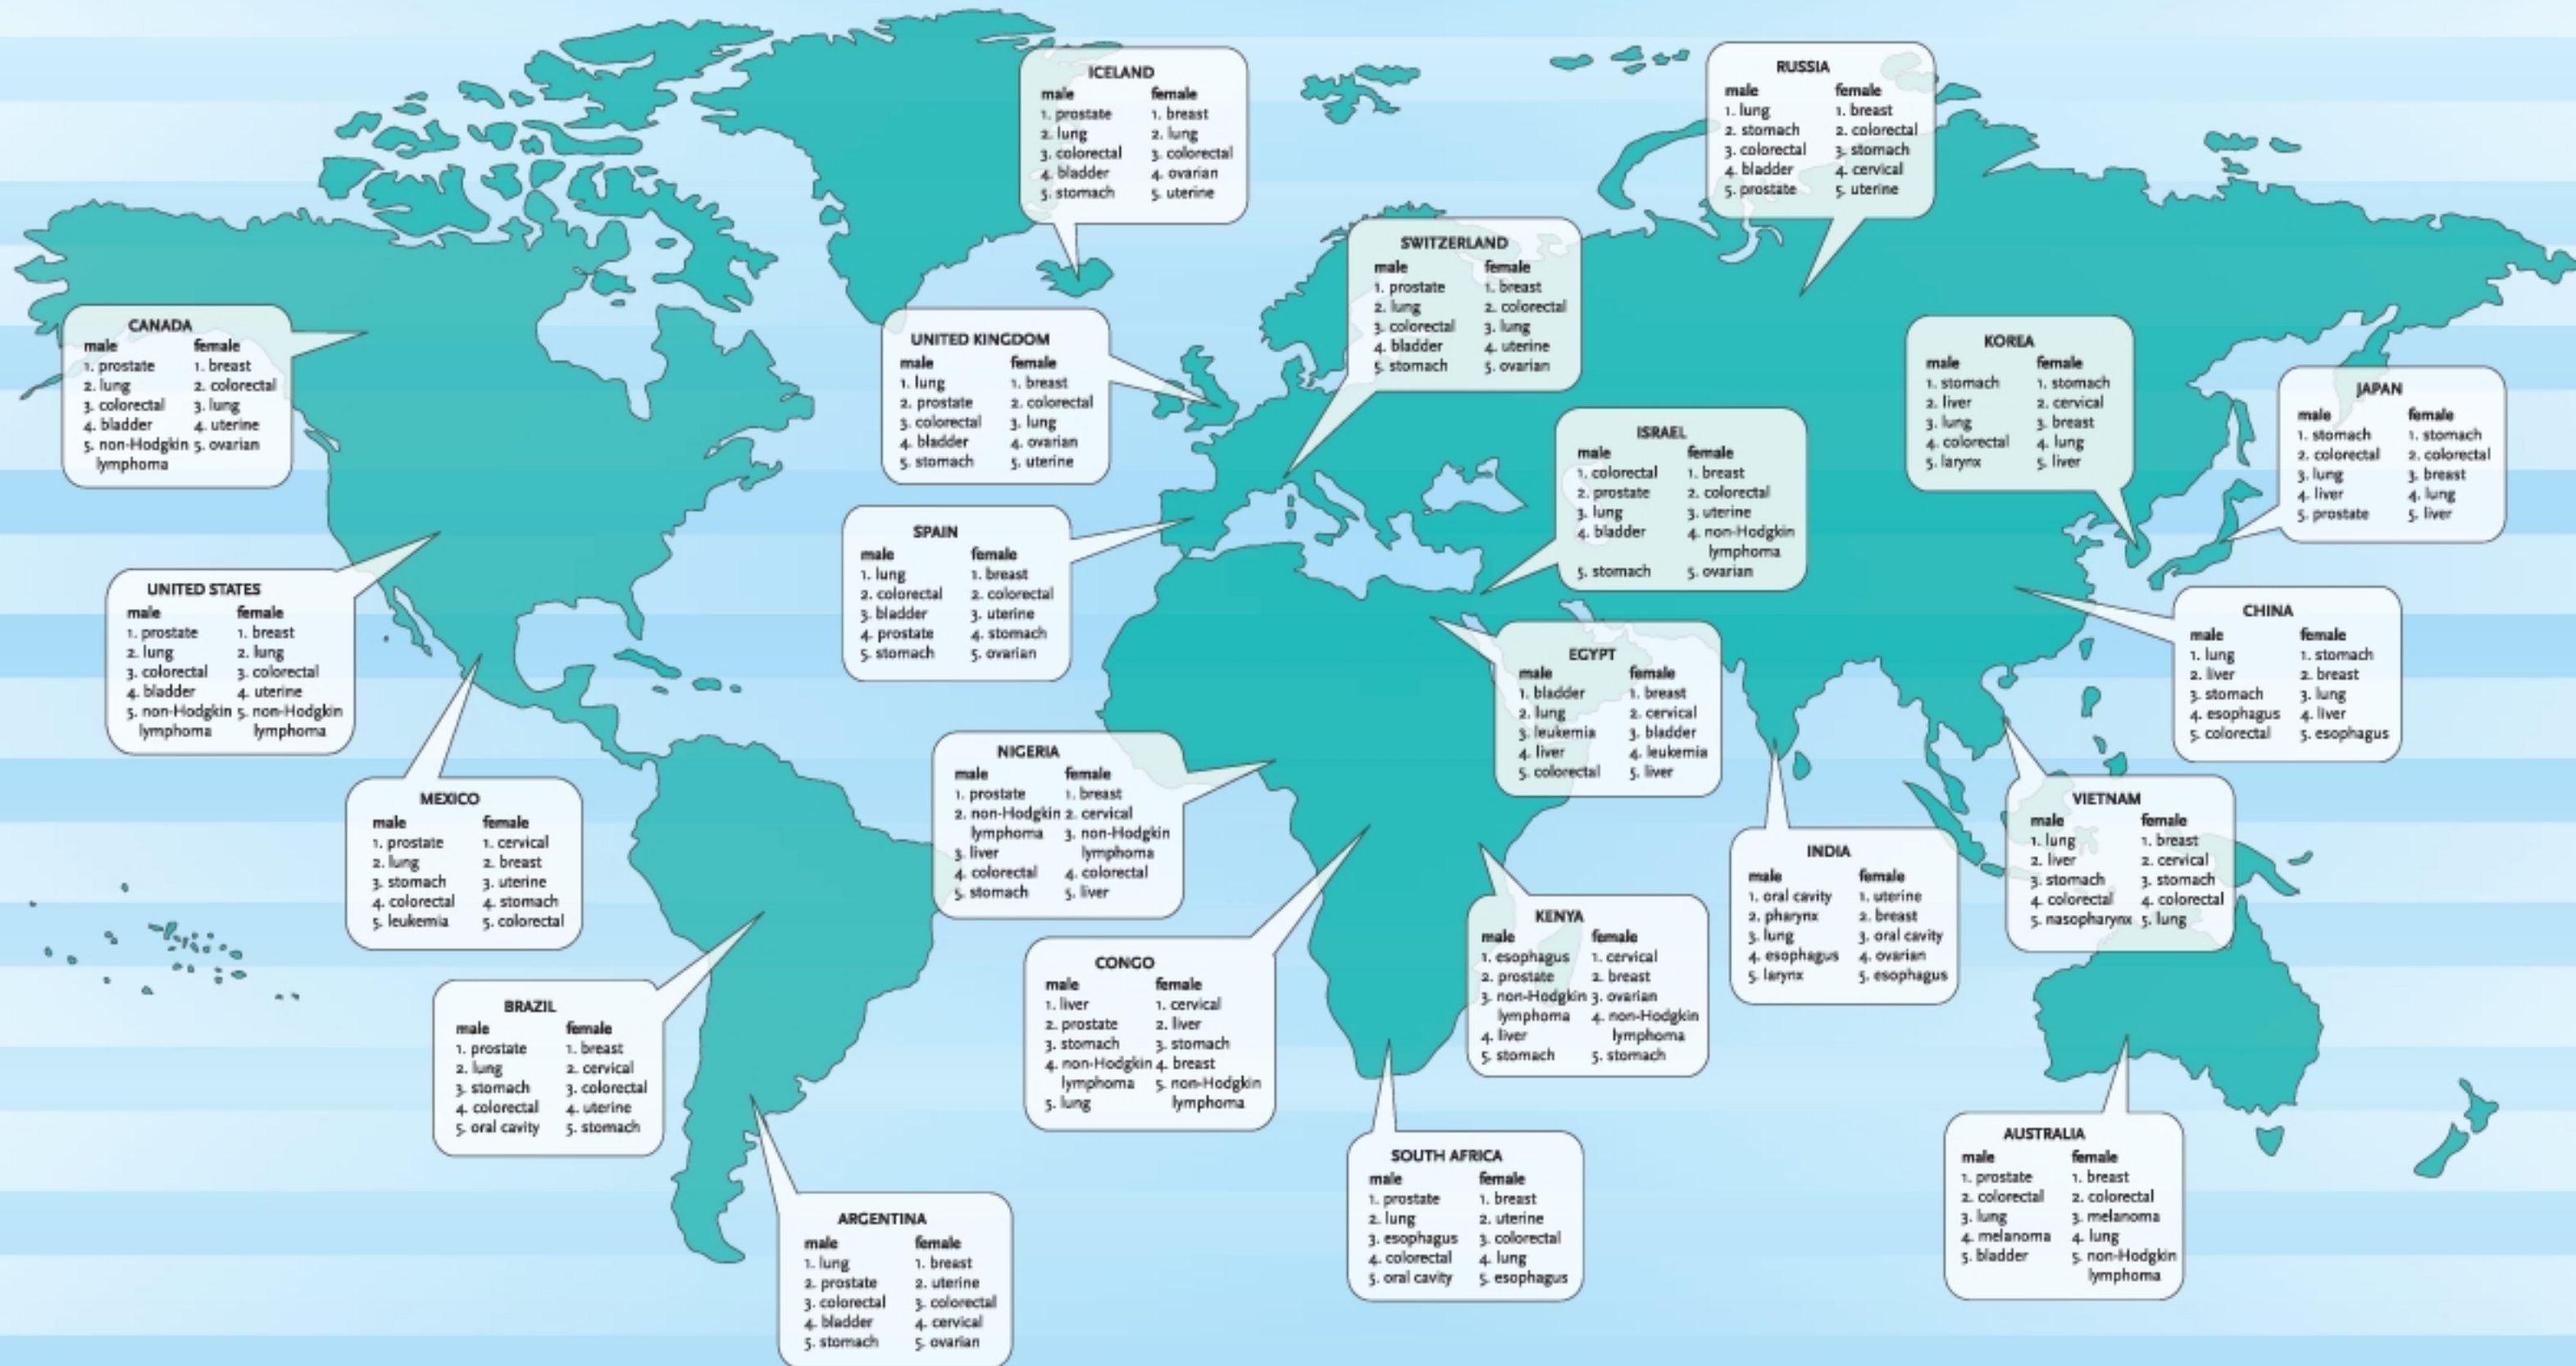 ICELAND
male female
1. prostate 1. breast
2. lung 2. lung
3. colorectal 3. colorectal
4. bladder 4. ovarian
5. stomach 5. uterine
RUSSIA
male female
1. lung 1. breast
2. stomach 2. colorectal
3. colorectal 3. stomach
4. bladder 4. cervical
5. prostate 5. uterine
SWITZERLAND
male female
1. prostate 1. breast
2. lung 2. colorectal
3. colorectal 3. lung
4. bladder 4. uterine
5. stomach 5. ovarian
CANADA
male female
1. prostate 1. breast
2. lung 2. colorectal
3. colorectal 3. lung
4. bladder 4. uterine
5. non-Hodgkin 5. ovarian
lymphoma
UNITED KINGDOM
male female
1. lung 1. breast
2. prostate 2. colorectal
3. colorectal 3. lung
4. bladder 4. ovarian
5. stomach 5. uterine
KOREA
male female
1. stomach 1. stomach
2. liver 2. cervical
3. lung 3. breast
4. colorectal 4. lung
5. larynx 5. liver
JAPAN
male female
1. stomach 1. stomach
2. colorectal 2. colorectal
3. lung 3. breast
4. liver 4. lung
5. prostate 5. liver
ISRAEL
male female
1. colorectal 1. breast
2. prostate 2. colorectal
3. lung 3. uterine
4. bladder 4. non-Hodgkin
lymphoma
5. stomach 5. ovarian
SPAIN
male female
1. lung 1. breast
2. colorectal 2. colorectal
3. bladder 3. uterine
4. prostate 4. stomach
5. stomach 5. ovarian
UNITED STATES
male female
1. prostate 1. breast
2. lung 2. lung
3. colorectal 3. colorectal
4. bladder 4. uterine
5. non-Hodgkin 5. non-Hodgkin
lymphoma lymphoma
CHINA
male female
1. lung 1. stomach
2. liver 2. breast
3. stomach 3. lung
4. esophagus 4. liver
5. colorectal 5. esophagus
EGYPT
male female
1. bladder 1. breast
2. lung 2. cervical
3. leukemia 3. bladder
4. liver 4. leukemia
5. colorectal 5. liver
NIGERIA
male female
1. prostate 1. breast
2. non-Hodgkin 2. cervical
lymphoma 3. non-Hodgkin
3. liver lymphoma
4. colorectal 4. colorectal
5. stomach 5. liver
MEXICO
male female
1. prostate 1. cervical
2. lung 2. breast
3. stomach 3. uterine
4. colorectal 4. stomach
5. leukemia 5. colorectal
VIETNAM
male female
1. lung 1. breast
2. liver 2. cervical
3. stomach 3. stomach
4. colorectal 4. colorectal
5. nasopharynx 5. lung
INDIA
male female
1. oral cavity 1. uterine
2. pharynx 2. breast
3. lung 3. oral cavity
4. esophagus 4. ovarian
5. larynx 5. esophagus
KENYA
male female
1. esophagus 1. cervical
2. prostate 2. breast
3. non-Hodgkin 3. ovarian
lymphoma 4. non-Hodgkin
4. liver lymphoma
5. stomach 5. stomach
CONGO
male female
1. liver 1. cervical
2. prostate 2. liver
3. stomach 3. stomach
4. non-Hodgkin 4. breast
lymphoma 5. non-Hodgkin
5. lung lymphoma
BRAZIL
male female
1. prostate 1. breast
2. lung 2. cervical
3. stomach 3. colorectal
4. colorectal 4. uterine
5. oral cavity 5. stomach
SOUTH AFRICA
male female
1. prostate 1. breast
2. lung 2. uterine
3. esophagus 3. colorectal
4. colorectal 4. lung
5. oral cavity 5. esophagus
AUSTRALIA
male female
1. prostate 1. breast
2. colorectal 2. colorectal
3. lung 3. melanoma
4. melanoma 4. lung
5. bladder 5. non-Hodgkin
lymphoma
ARGENTINA
male female
1. lung 1. breast
2. prostate 2. uterine
3. colorectal 3. colorectal
4. bladder 4. cervical
5. stomach 5. ovarian